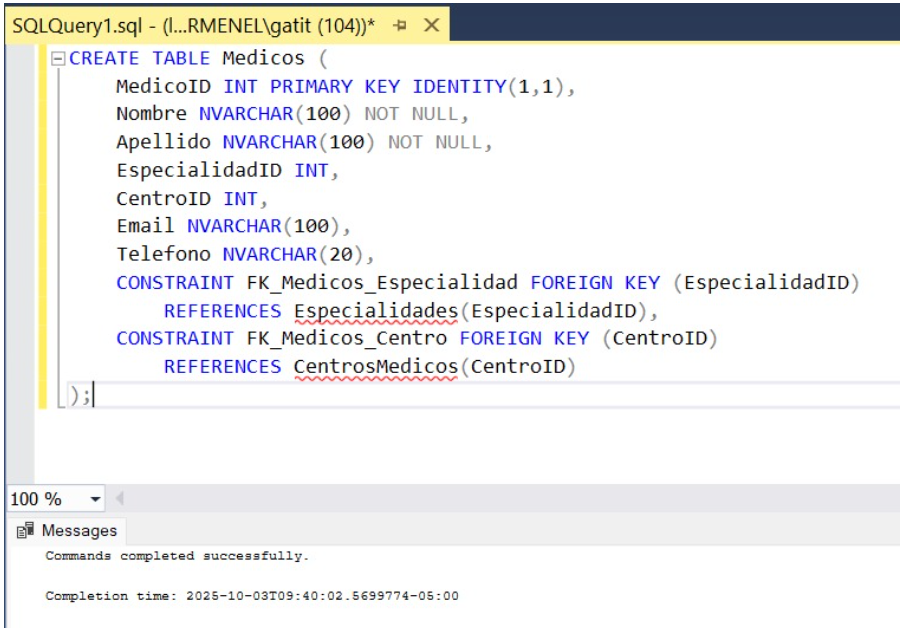 SQLQuery1.sql - (l...RMENEL\gatit (104))*
CREATE TABLE Medicos (
MedicoID INT PRIMARY KEY IDENTITY(1,1),
Nombre NVARCHAR(100) NOT NULL,
Apellido NVARCHAR(100) NOT NULL,
EspecialidadID INT,
CentroID INT,
Email NVARCHAR(100),
Telefono NVARCHAR(20),
CONSTRAINT FK_Medicos_Especialidad FOREIGN KEY (EspecialidadID)
REFERENCES Especialidades(EspecialidadID),
CONSTRAINT FK_Medicos_Centro FOREIGN KEY (CentroID)
REFERENCES CentrosMedicos(CentroID)
);
100 %
Messages
Commands completed successfully.
Completion time: 2025-10-03T09:40:02.5699774-05:00